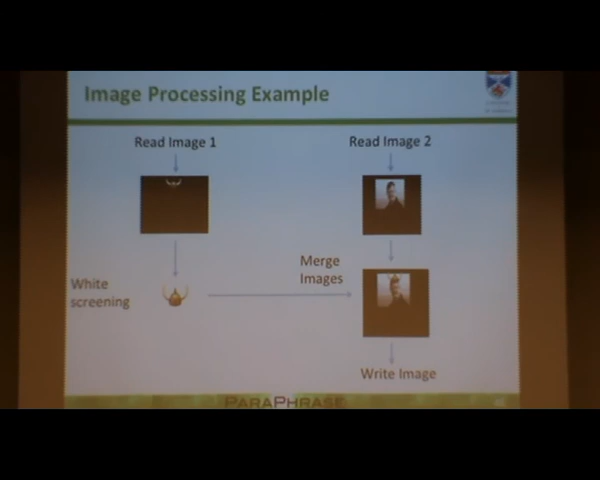 Image Processing Example
Read Image 1
Read Image 2
White
screening
Merge
Images
Write Image
PARAPHRASE